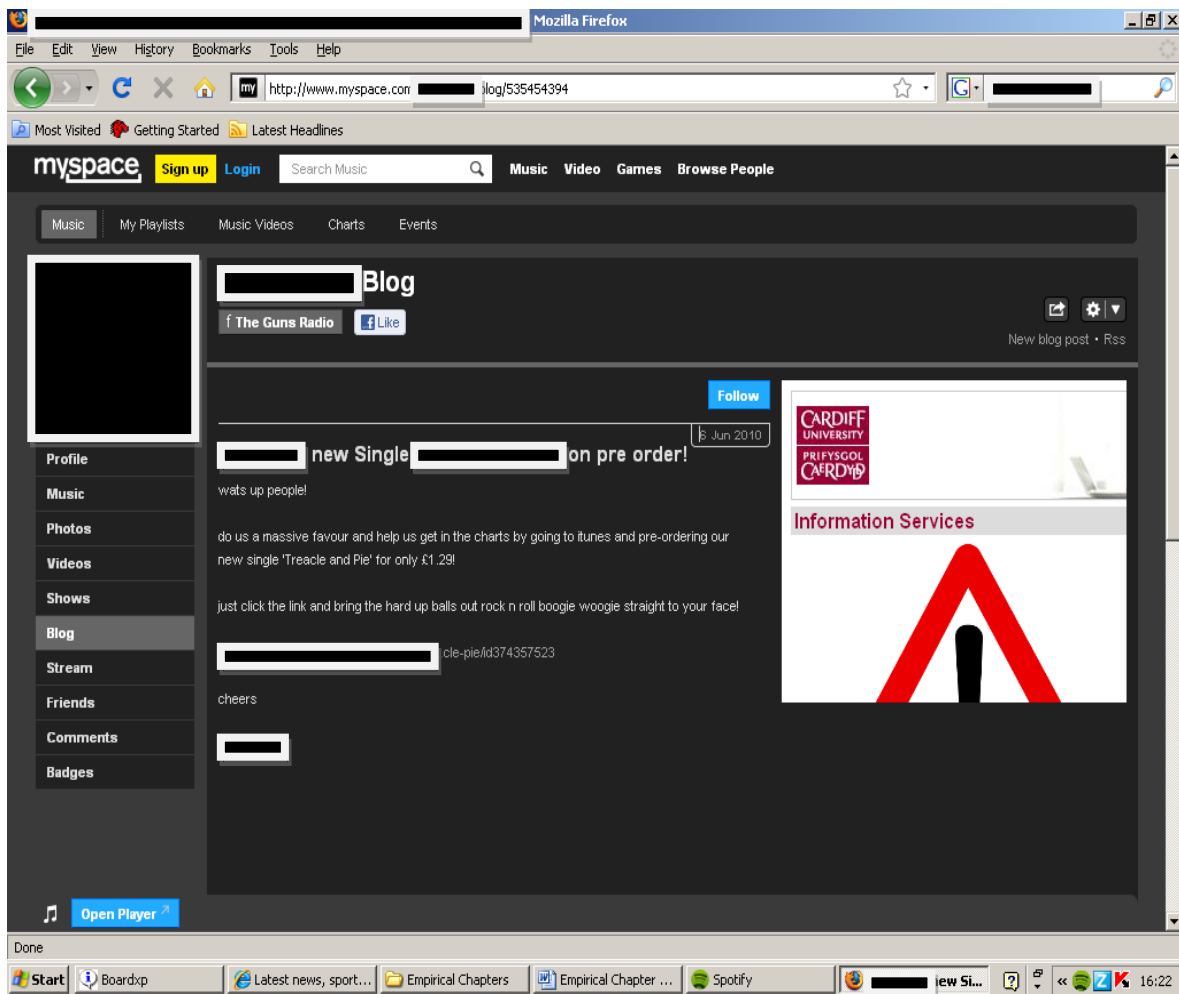 Mozilla Firefox
File Edit View History Bookmarks Tools Help
my http://www.myspace.com blog/535454394 G
Most Visited Getting Started Latest Headlines
myspace Sign up Login Search Music Music Video Games Browse People
Music My Playlists Music Videos Charts Events
Blog
f The Guns Radio f Like
New blog post • Rss
Follow
6 Jun 2010
new Single on pre order!
wats up people!
do us a massive favour and help us get in the charts by going to itunes and pre-ordering our
new single 'Treacle and Pie' for only £1.29!
just click the link and bring the hard up balls out rock n roll boogie woogie straight to your face!
cle-pie/id374357523
cheers
CARDIFF
UNIVERSITY
PRIFYSGOL
CAERDYDD
Information Services
Profile
Music
Photos
Videos
Shows
Blog
Stream
Friends
Comments
Badges
Open Player
Done
Start Boardxp Latest news, sport... Empirical Chapters Empirical Chapter ... Spotify new Si... 16:22